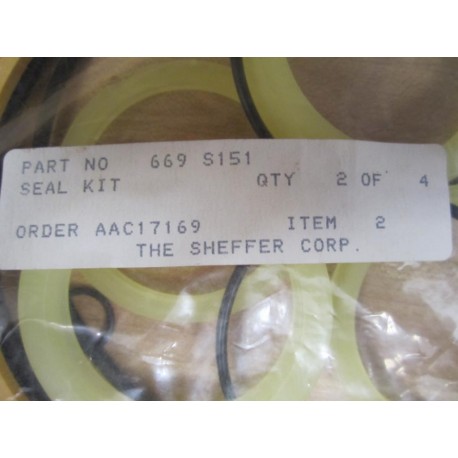 PART NO 669 S151
SEAL KIT QTY 2 OF 4
ORDER AAC17169 ITEM 2
THE SHEFFER CORP.